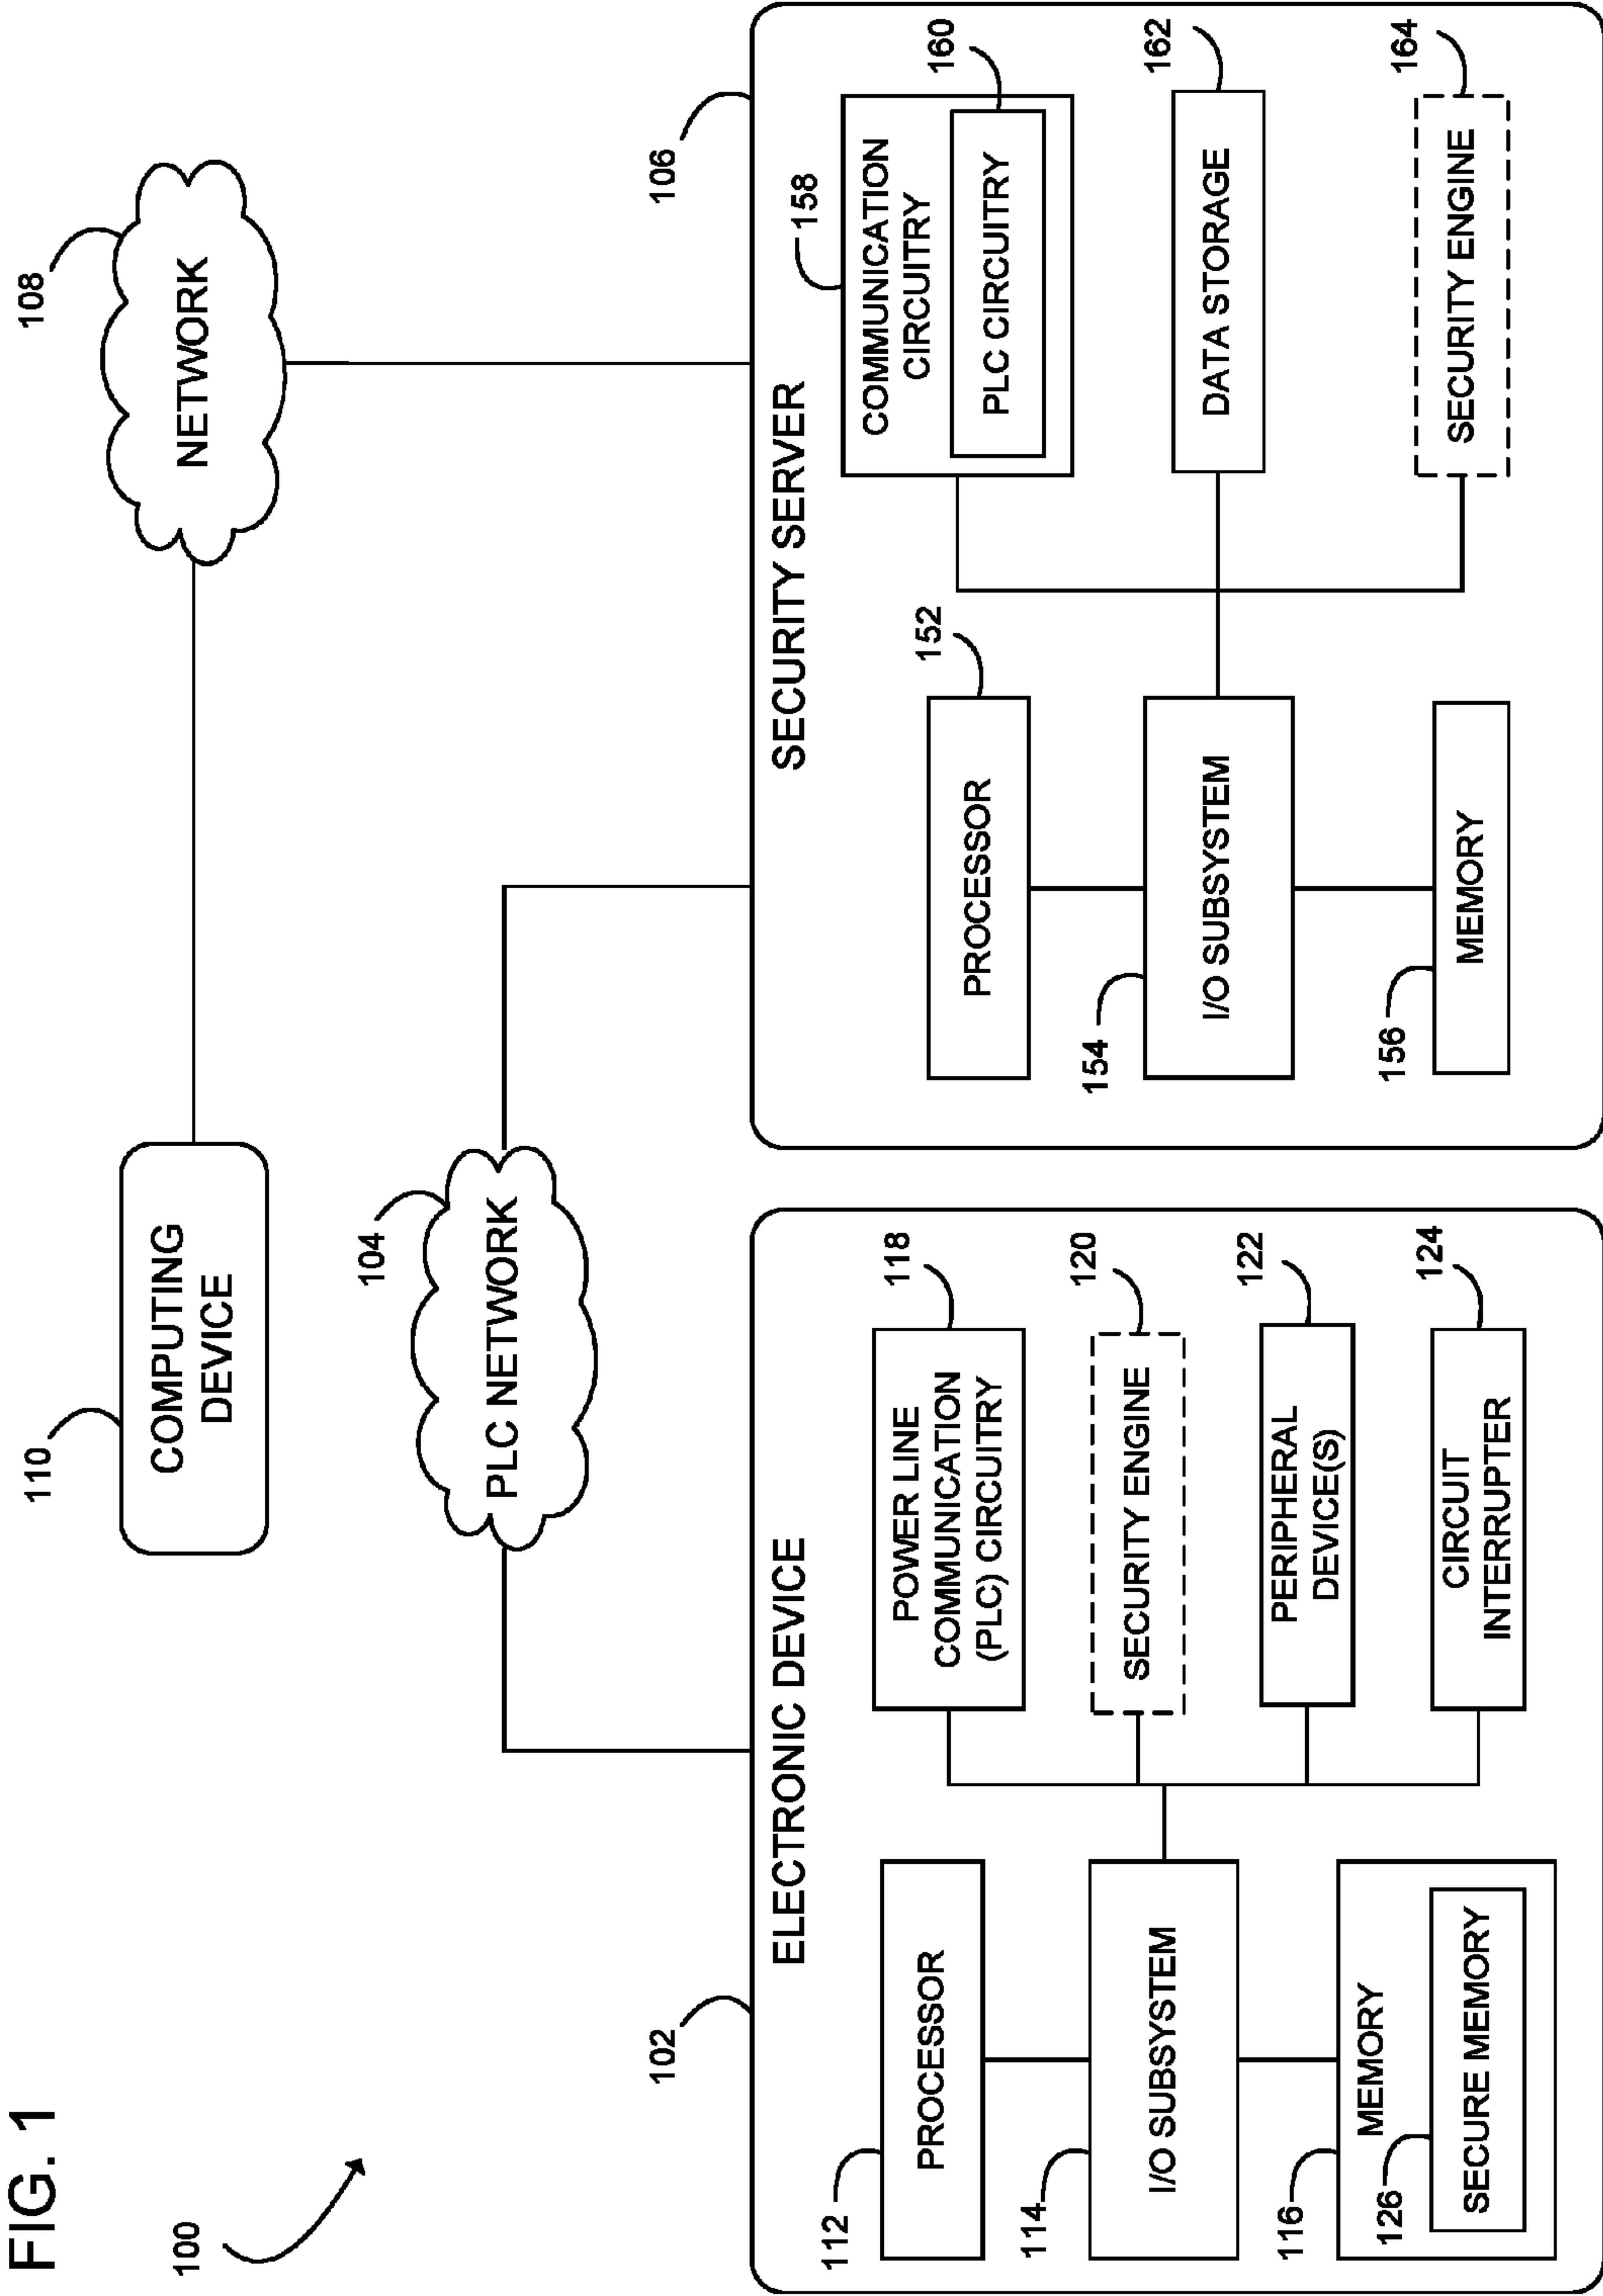 FIG. 1
100
110
COMPUTING
DEVICE
108
NETWORK
104
PLC NETWORK
102
ELECTRONIC DEVICE
112
PROCESSOR
114
I/O SUBSYSTEM
116
MEMORY
126
SECURE MEMORY
POWER LINE
COMMUNICATION
(PLC) CIRCUITRY
118
SECURITY ENGINE
120
PERIPHERAL
DEVICE(S)
122
CIRCUIT
INTERRUPTER
124
106
SECURITY SERVER
PROCESSOR
152
154
I/O SUBSYSTEM
156
MEMORY
158
COMMUNICATION
CIRCUITRY
PLC CIRCUITRY
160
DATA STORAGE
162
SECURITY ENGINE
164